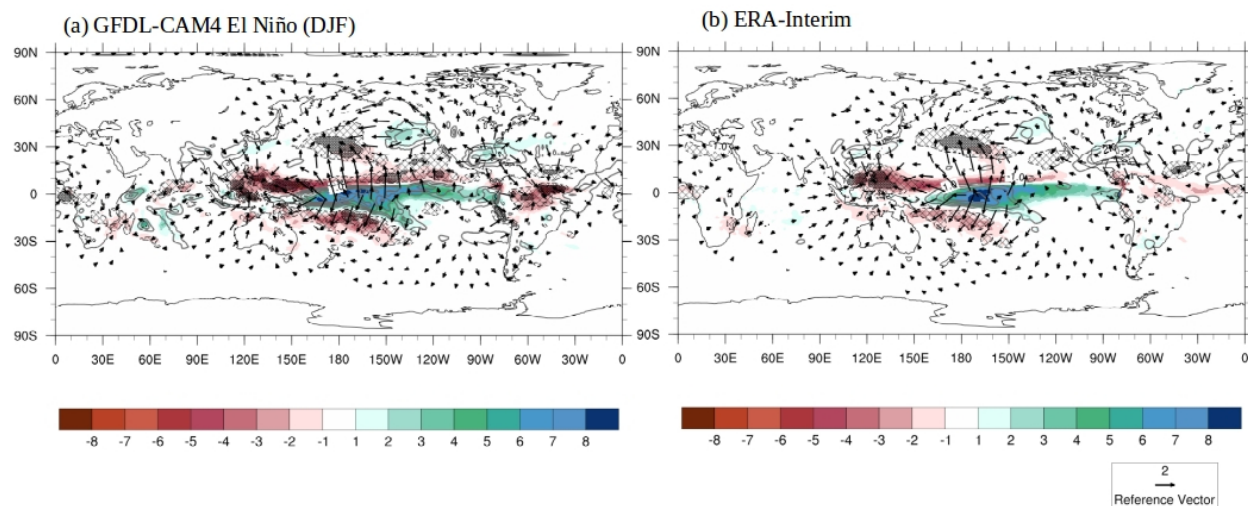 (a) GFDL-CAM4 El Niño (DJF)
(b) ERA-Interim
90N
60N
30N
0
30S
60S
90S
0 30E 60E 90E 120E 150E 180 150W 120W 90W 60W 30W 0
90N
60N
30N
0
30S
60S
90S
0 30E 60E 90E 120E 150E 180 150W 120W 90W 60W 30W 0
-8 -7 -6 -5 -4 -3 -2 -1 1 2 3 4 5 6 7 8
-8 -7 -6 -5 -4 -3 -2 -1 1 2 3 4 5 6 7 8
2
Reference Vector